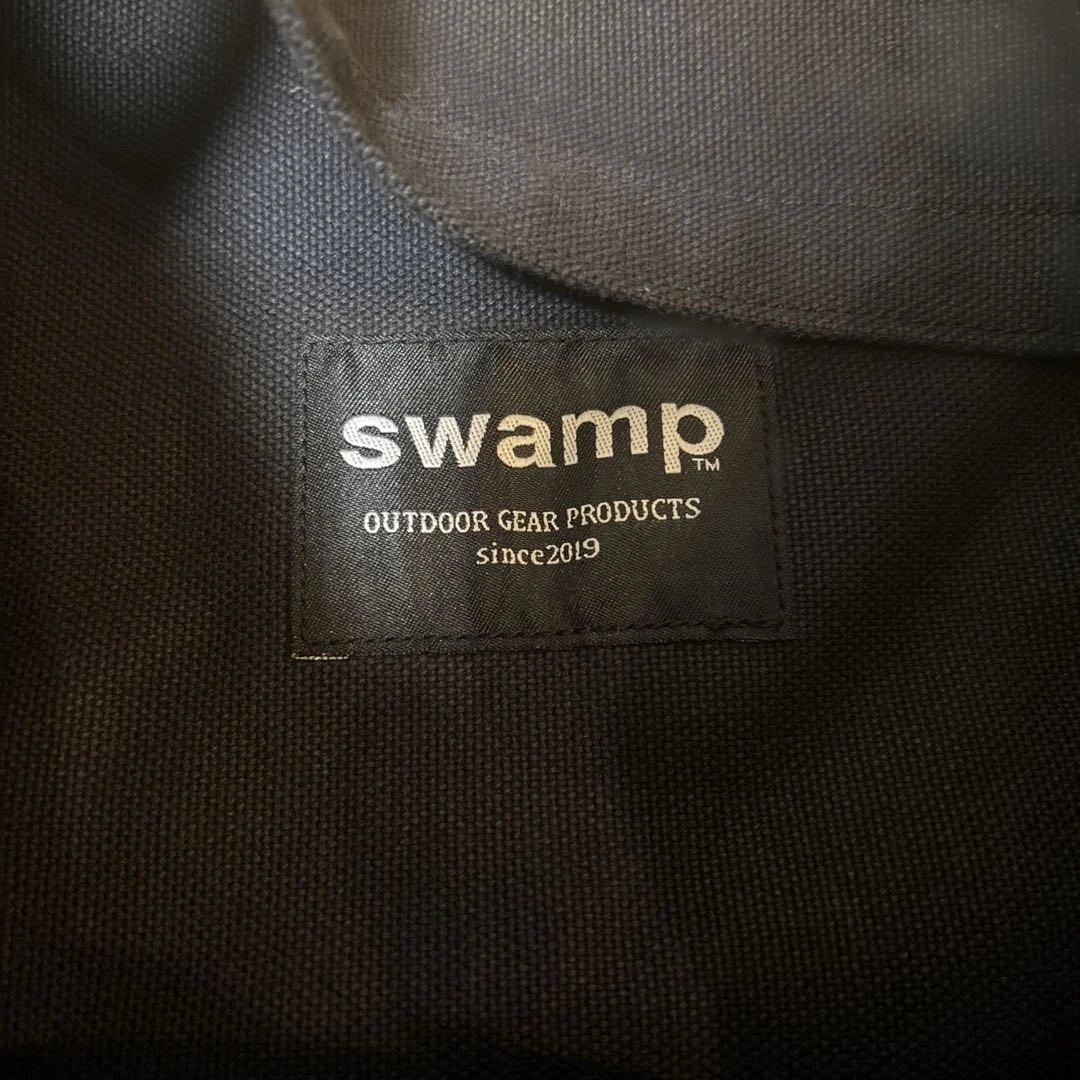 swamp™
OUTDOOR GEAR PRODUCTS
since2019